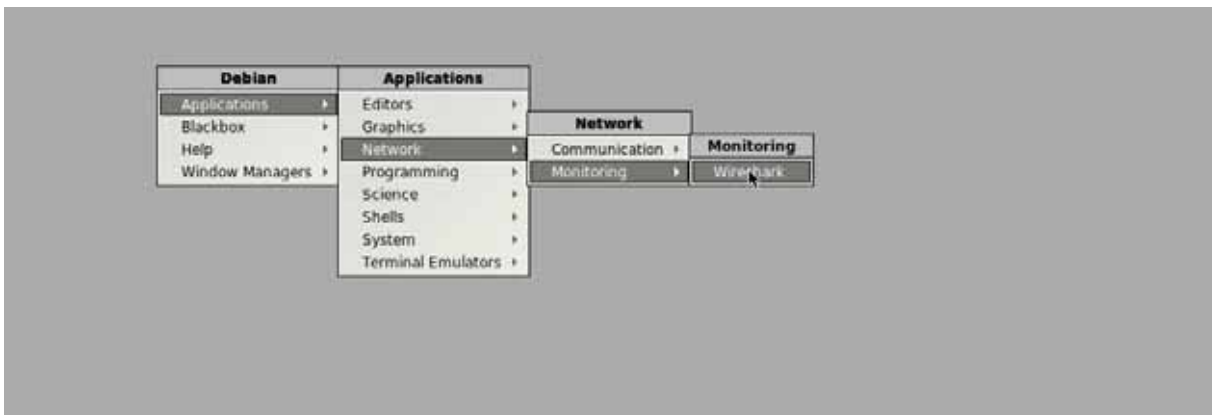 Debian
Applications
Blackbox
Help
Window Managers
Applications
Editors
Graphics
Network
Programming
Science
Shells
System
Terminal Emulators
Network
Communication
Monitoring
Monitoring
Wireshark